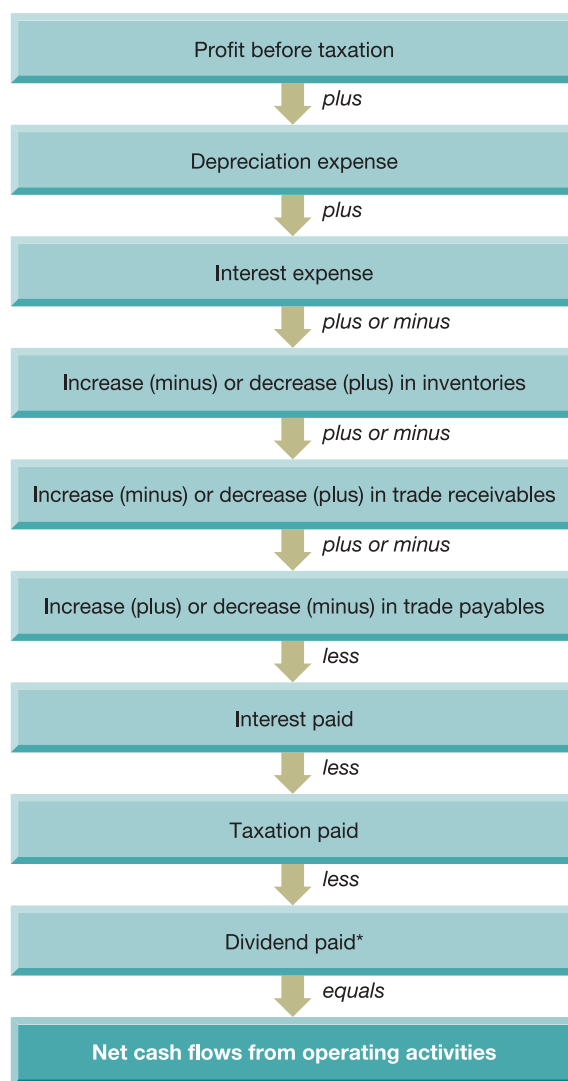 Profit before taxation
plus
Depreciation expense
plus
Interest expense
plus or minus
Increase (minus) or decrease (plus) in inventories
plus or minus
Increase (minus) or decrease (plus) in trade receivables
plus or minus
Increase (plus) or decrease (minus) in trade payables
less
Interest paid
less
Taxation paid
less
Dividend paid*
equals
Net cash flows from operating activities